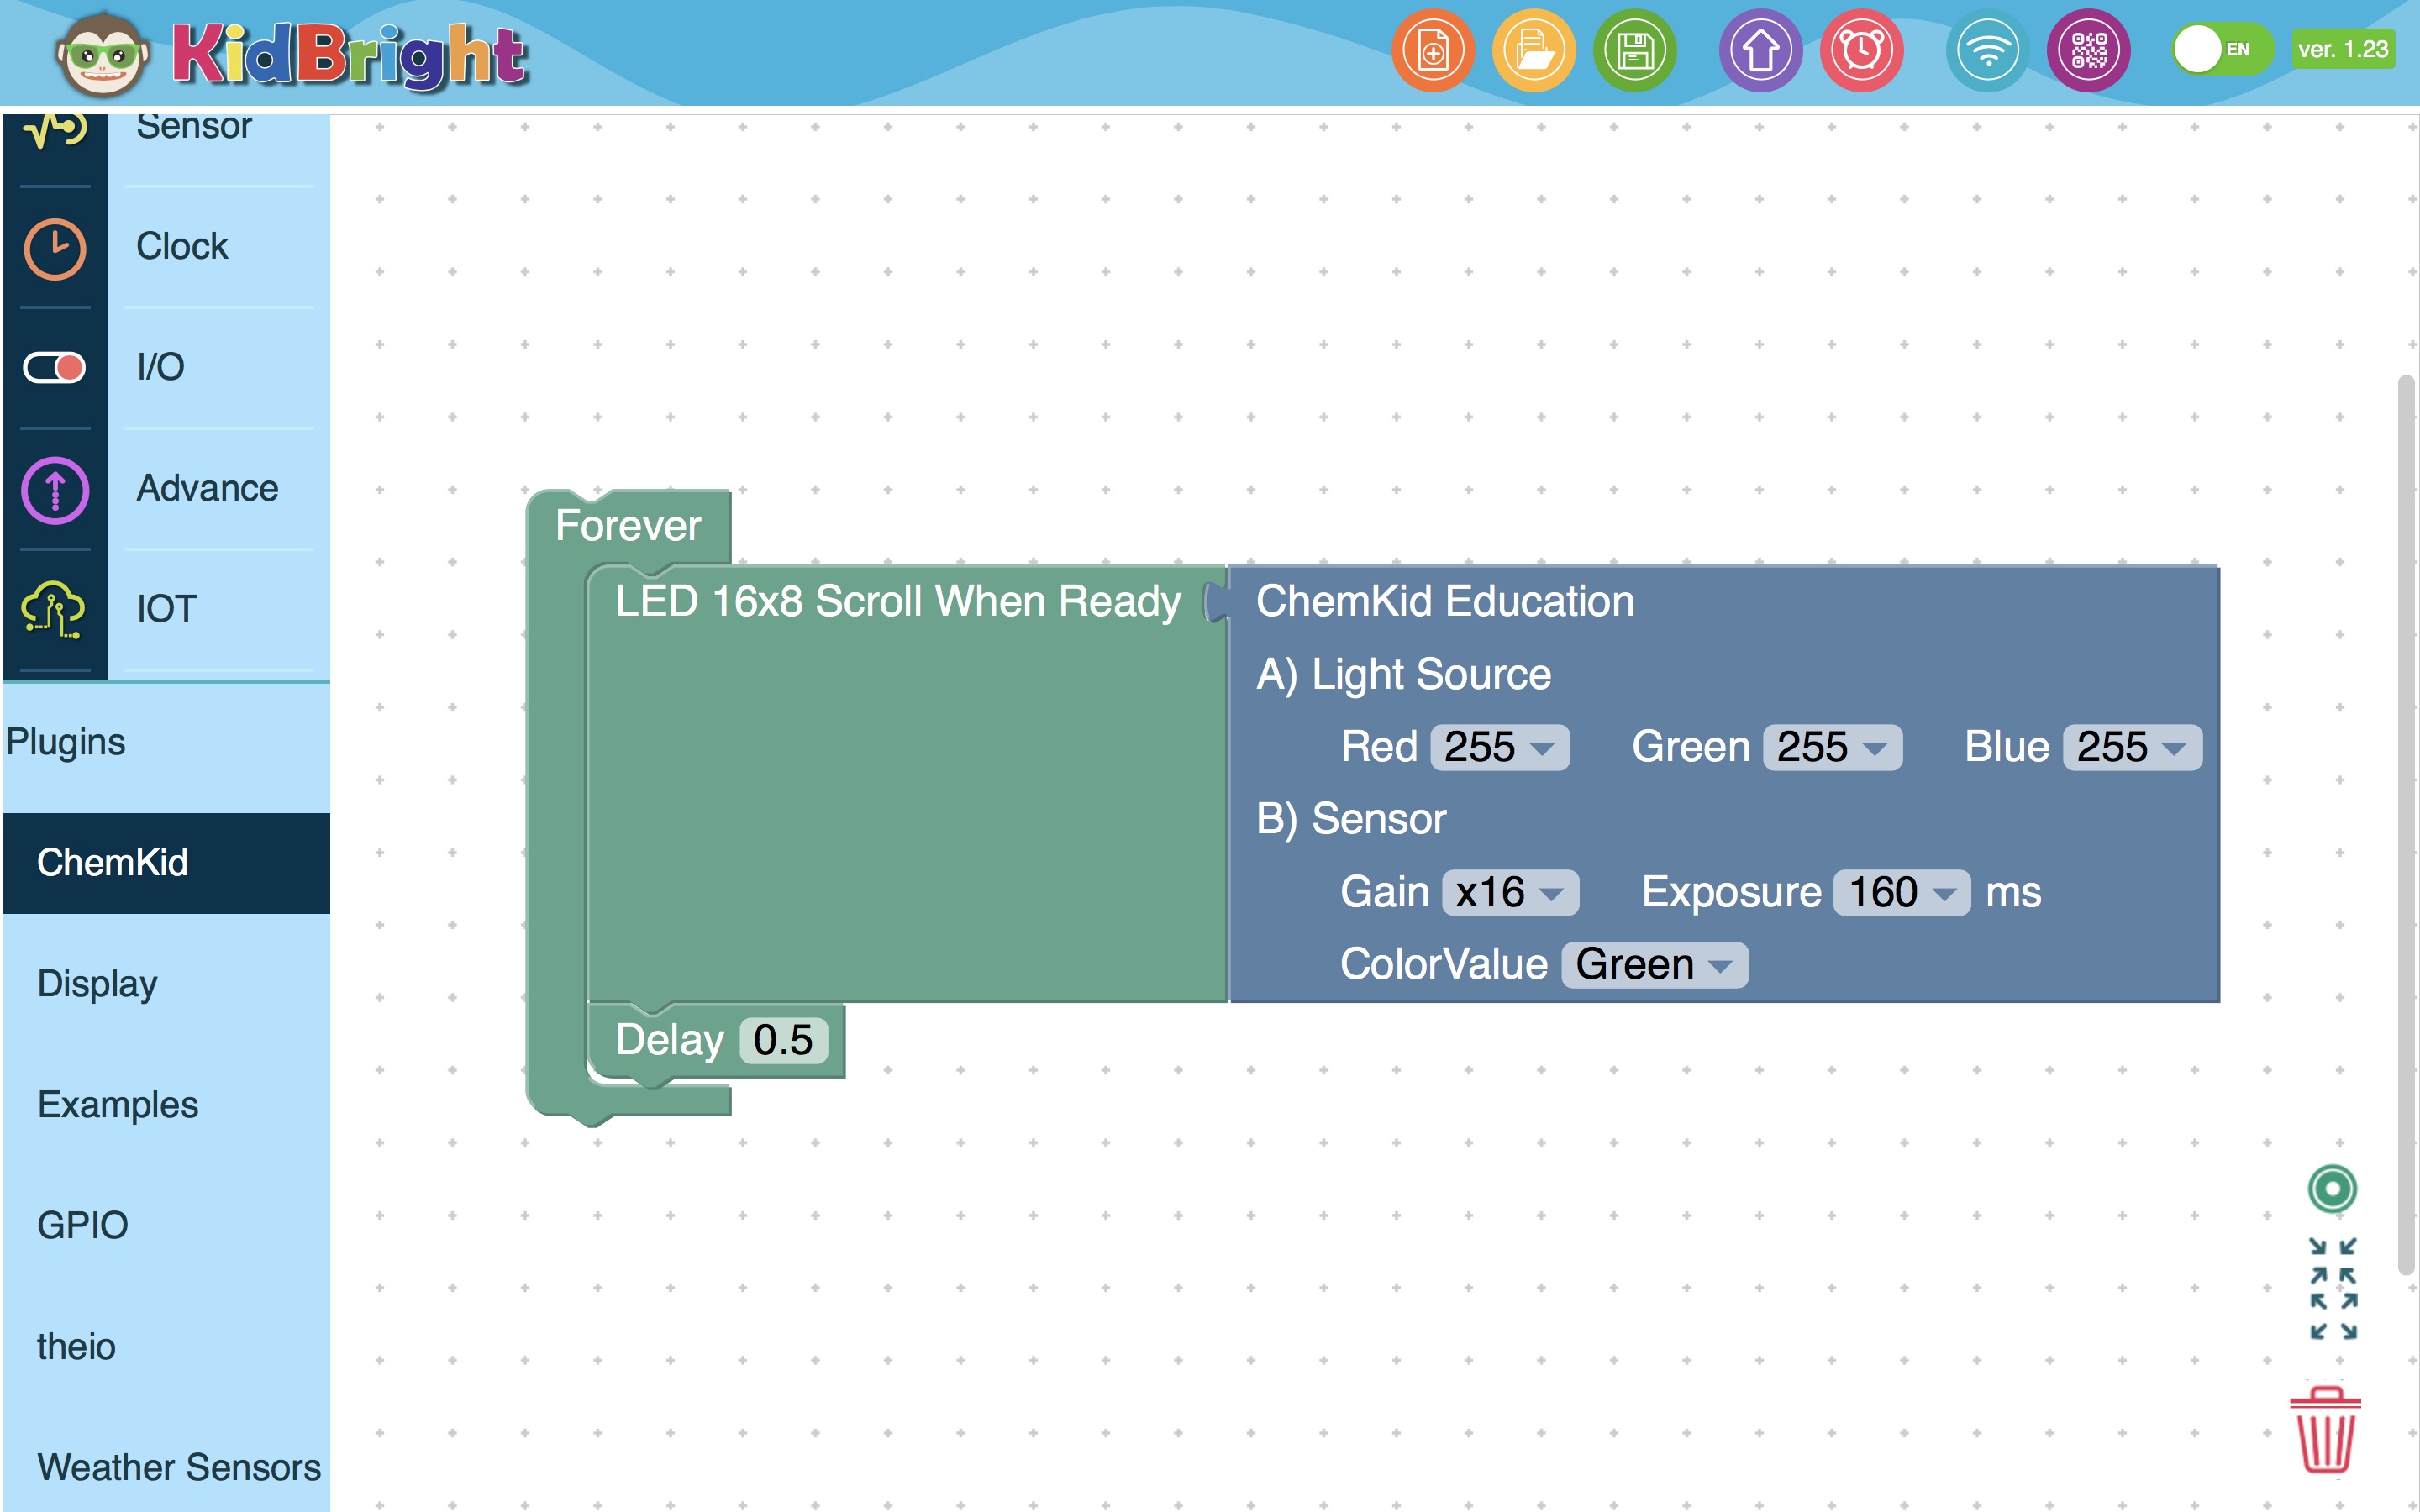 KidBright
EN
ver. 1.23
Sensor
Clock
I/O
Advance
IOT
Plugins
ChemKid
Display
Examples
GPIO
theio
Weather Sensors
Forever
LED 16x8 Scroll When Ready
ChemKid Education
A) Light Source
Red 255 Green 255 Blue 255
B) Sensor
Gain x16 Exposure 160 ms
ColorValue Green
Delay 0.5